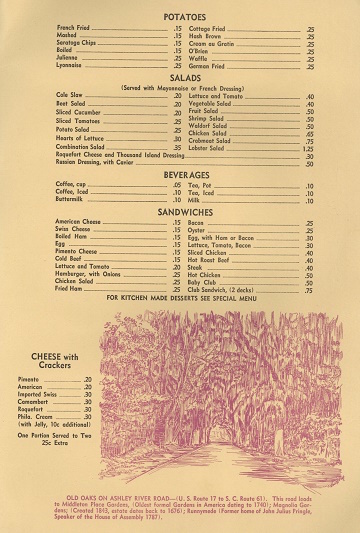 POTATOES
French Fried .15 Cottage Fried .25
Mashed .15 Hash Brown .25
Saratoga Chips .15 Cream au Gratin .25
Boiled .15 O'Brien .25
Julienne .25 Waffle .25
Lyonnaise .25 German Fried .25
SALADS
(Served with Mayonnaise or French Dressing)
Cole Slaw .20 Lettuce and Tomato .40
Beet Salad .20 Vegetable Salad .40
Sliced Cucumber .20 Fruit Salad .50
Sliced Tomatoes .25 Shrimp Salad .50
Potato Salad .25 Waldorf Salad .50
Hearts of Lettuce .30 Chicken Salad .65
Combination Salad .35 Crabmeat Salad .75
Lobster Salad 1.25
Roquefort Cheese and Thousand Island Dressing .30
Russian Dressing, with Caviar .50
BEVERAGES
Coffee, cup .05 Tea, Pot .10
Coffee, Iced .10 Tea, Iced .10
Buttermilk .10 Milk .10
SANDWICHES
American Cheese .15 Bacon .25
Swiss Cheese .15 Oyster .25
Boiled Ham .15 Egg, with Ham or Bacon .30
Egg .15 Lettuce, Tomato, Bacon .30
Pimento Cheese .15 Sliced Chicken .40
Cold Beef .15 Hot Roast Beef .40
Lettuce and Tomato .20 Steak .40
Hamburger, with Onions .25 Hot Chicken .50
Chicken Salad .25 Baby Club .50
Fried Ham .25 Club Sandwich, (2 decks) .75
FOR KITCHEN MADE DESSERTS SEE SPECIAL MENU
CHEESE with
Crackers
Pimento .20
American .20
Imported Swiss .30
Camembert .30
Roquefort .30
Phila. Cream .30
(with Jelly, 10c additional)
One Portion Served to Two
25c Extra
OLD OAKS ON ASHLEY RIVER ROAD—(U. S. Route 17 to S. C. Route 61). This road leads
to Middleton Place Gardens, (Oldest formal Gardens in America dating to 1740); Magnolia Gar-
dens; (Created 1843, estate dates back to 1676); Runnymede (Former home of John Julius Pringle,
Speaker of the House of Assembly 1787).